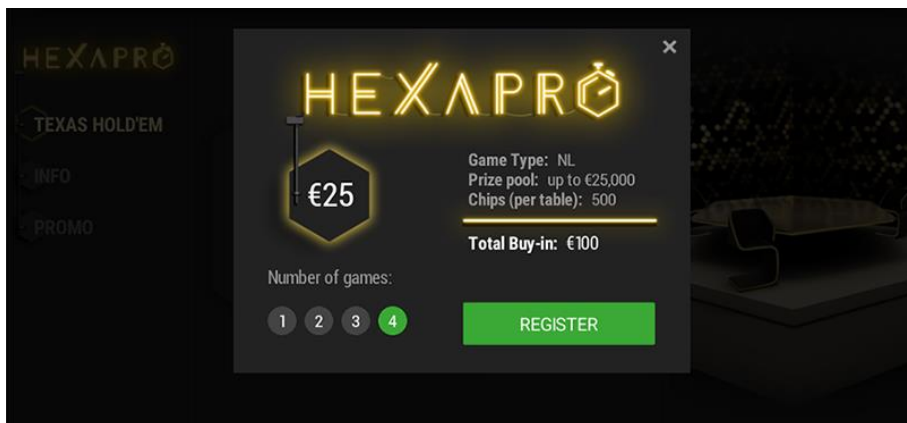 HEXAPRO
TEXAS HOLD'EM
INFO
PROMO
×
HEXAPRO
€25
Game Type: NL
Prize pool: up to €25,000
Chips (per table): 500
Total Buy-in: €100
Number of games:
1 2 3 4
REGISTER